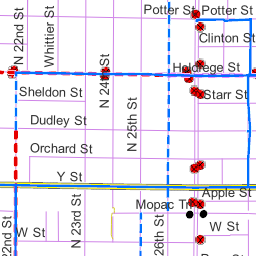 Potter St Potter St
Clinton St
N 22nd St
Whittier St
Holdrege St
N 24th St
Sheldon St
Starr St
N 25th St
Dudley St
Orchard St
Y St
Apple St
Mopac Trl
N 23rd St
W St
W St
22nd St
26th St